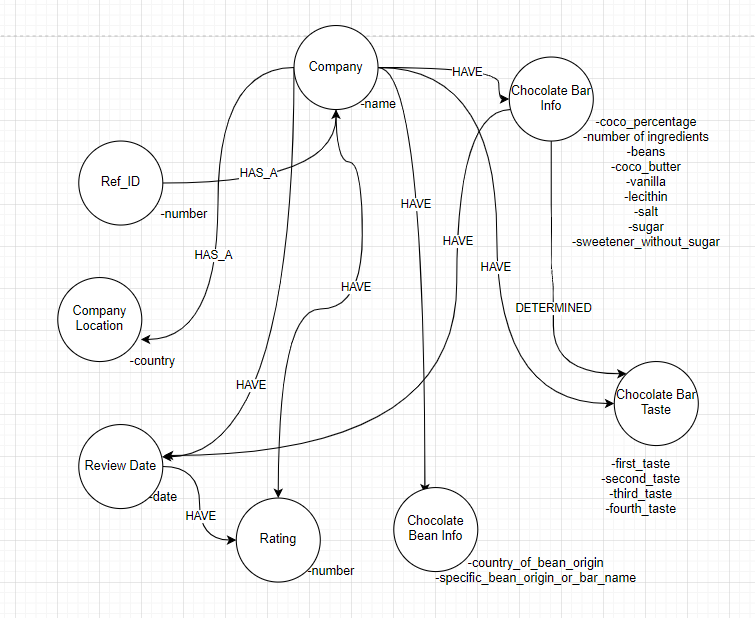 Company
-name
HAVE
Chocolate Bar
Info
-coco_percentage
-number of ingredients
-beans
-coco_butter
-vanilla
-lecithin
-salt
-sugar
-sweetener_without_sugar
Ref_ID
-number
HAS_A
HAVE
HAVE
HAS_A
HAVE
HAVE
DETERMINED
Company
Location
-country
HAVE
Chocolate Bar
Taste
-first_taste
-second_taste
-third_taste
-fourth_taste
Review Date
-date
HAVE
Rating
-number
Chocolate
Bean Info
-country_of_bean_origin
-specific_bean_origin_or_bar_name